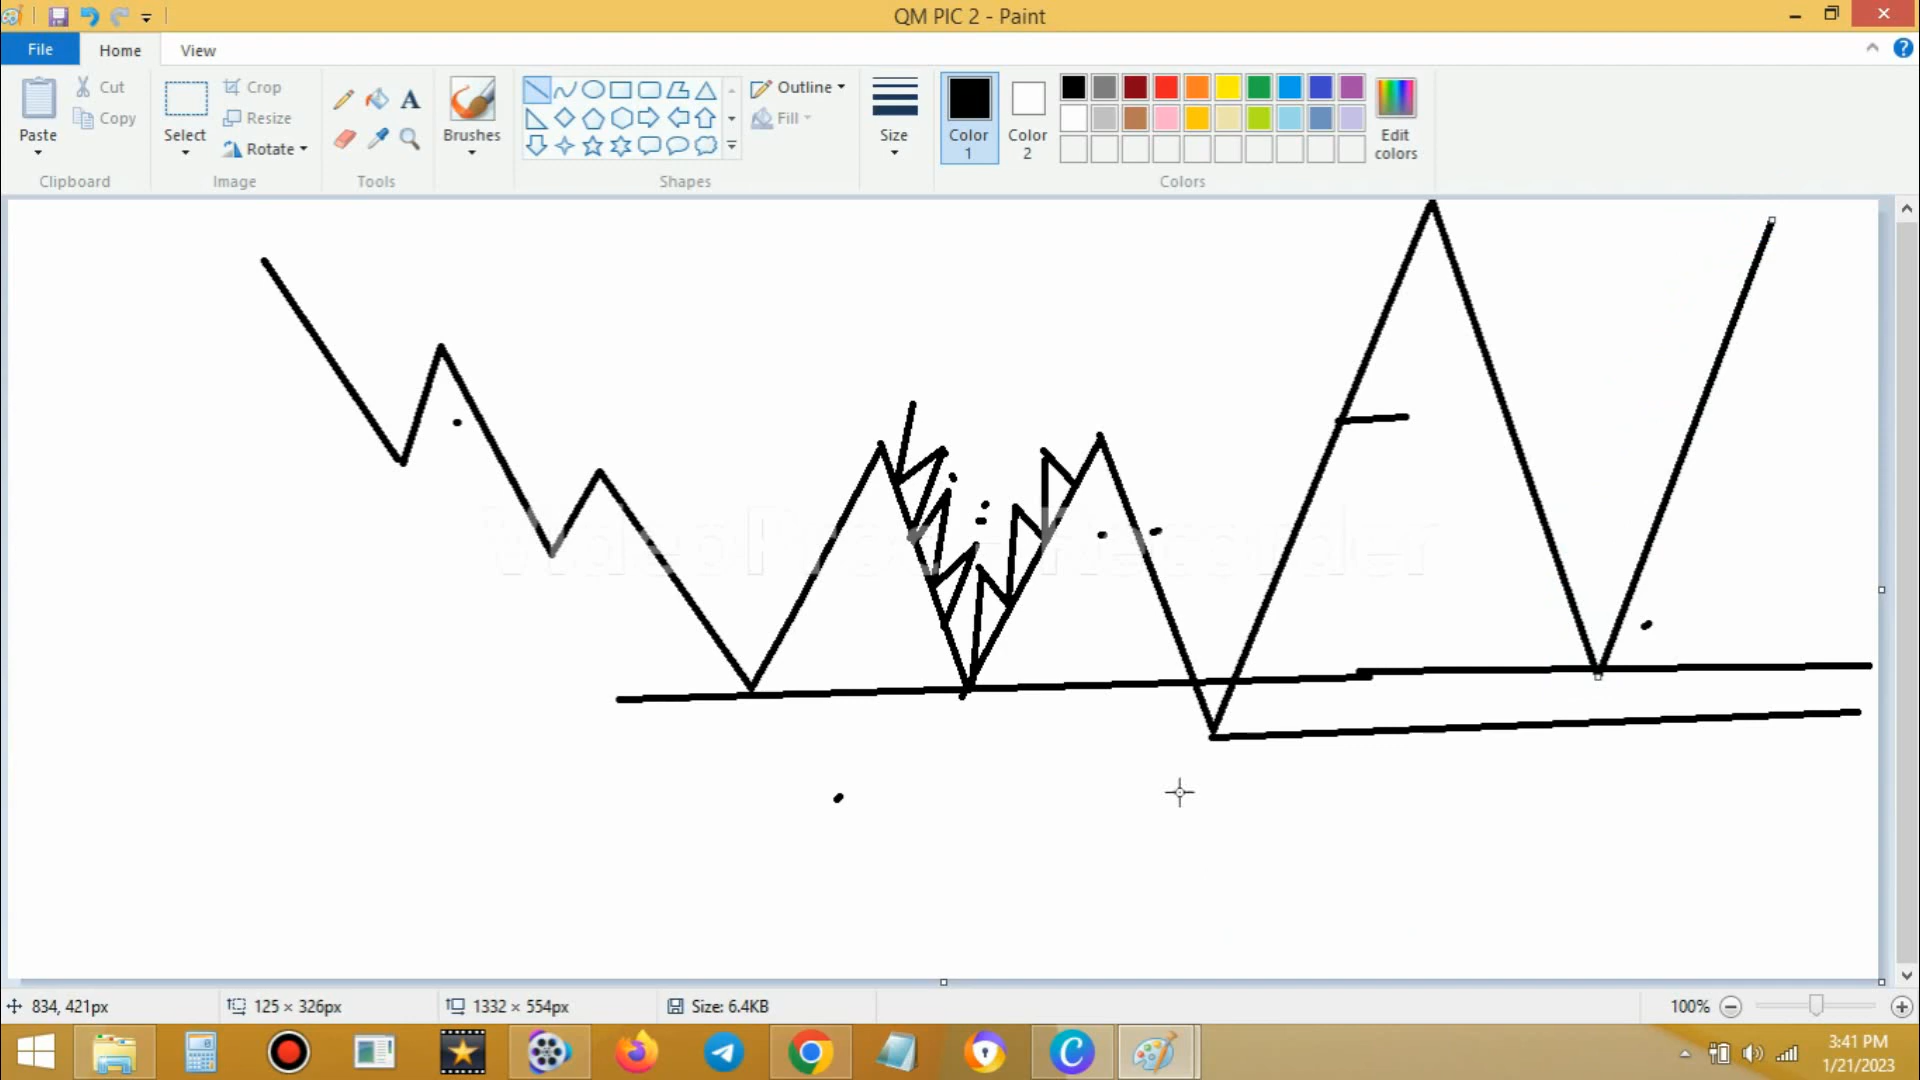 QM PIC 2 - Paint
File
Home
View
Paste
Cut
Copy
Clipboard
Select
Crop
Resize
Rotate
Image
Tools
Brushes
Shapes
Outline
Fill
Size
Color 1
Color 2
Edit colors
Colors
VideoProc Recorder
834, 421px
125 × 326px
1332 × 554px
Size: 6.4KB
100%
3:41 PM
1/21/2023